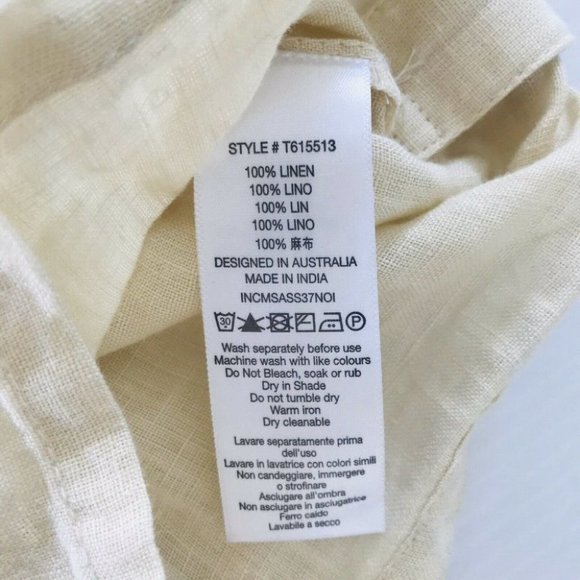 STYLE # T615513
100% LINEN
100% LINO
100% LIN
100% LINO
100% 麻布
DESIGNED IN AUSTRALIA
MADE IN INDIA
INCMSASS37NOI
30 P
Wash separately before use
Machine wash with like colours
Do Not Bleach, soak or rub
Dry in Shade
Do not tumble dry
Warm iron
Dry cleanable
Lavare separatamente prima
dell'uso
Lavare in lavatrice con colori simili
Non candeggiare, immergere
o strofinare
Asciugare all'ombra
Non asciugare in asciugatrice
Ferro caldo
Lavabile a secco